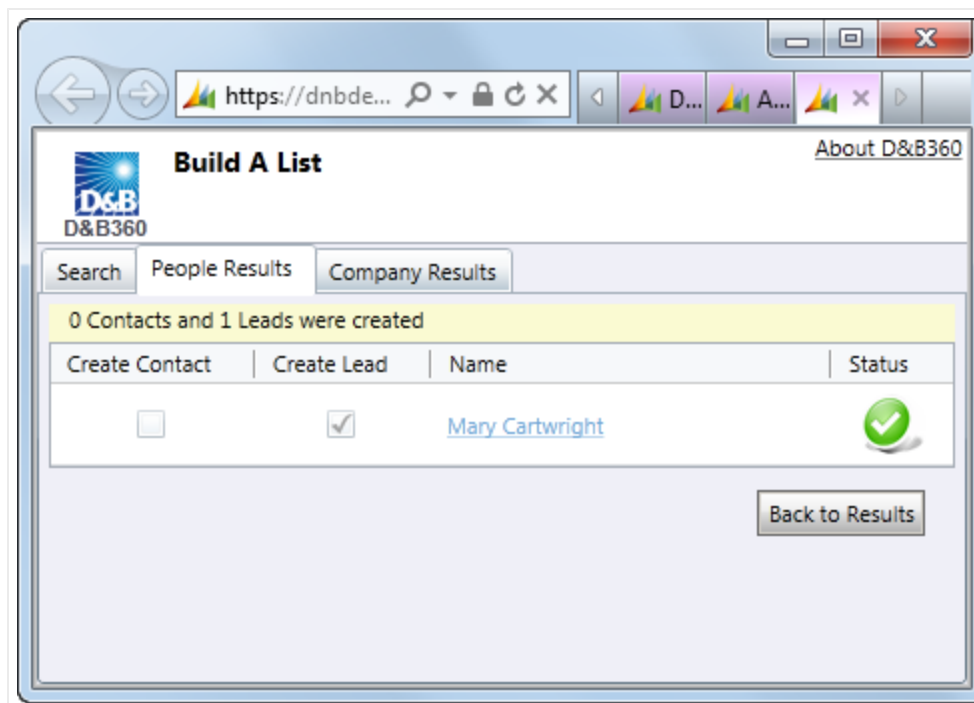 https://dnbde...
D...
A...
D&B
D&B360
Build A List
About D&B360
Search
People Results
Company Results
0 Contacts and 1 Leads were created
Create Contact
Create Lead
Name
Status
Mary Cartwright
Back to Results